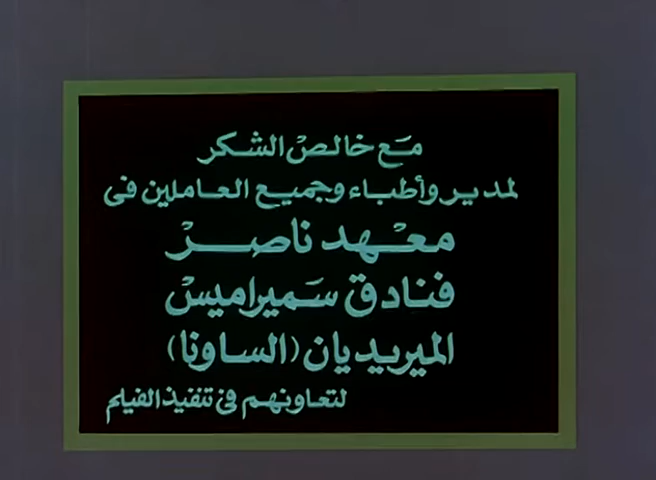 مع خالص الشكر
لمدير وأطباء وجميع العاملين فى
معهد ناصر
فنادق سميراميس
الميريديان (الساونا)
لتعاونهم فى تنفيذ الفيلم